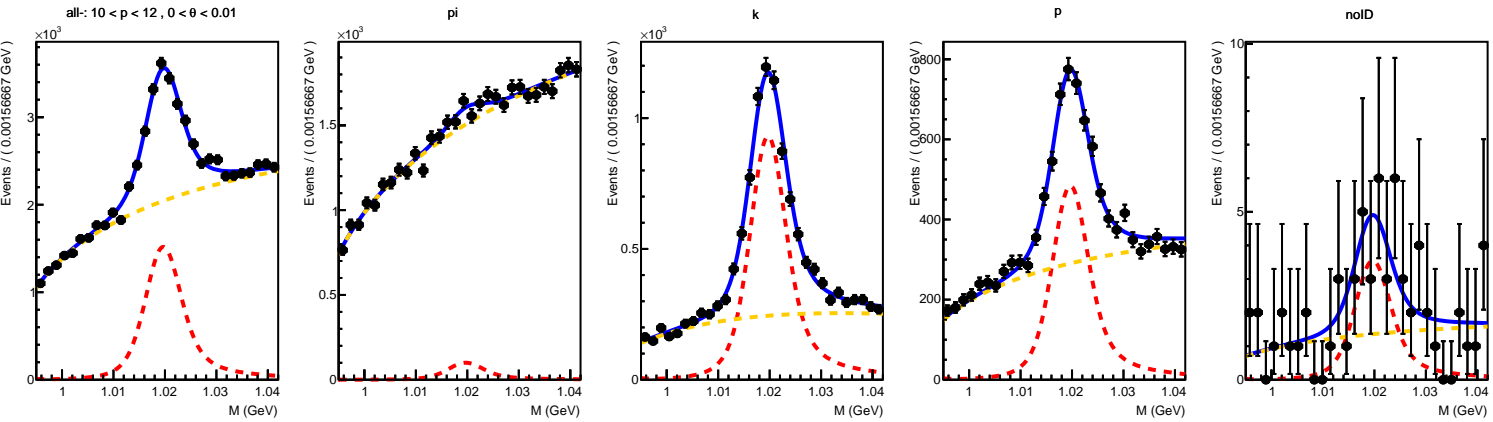 all-: 10 < p < 12 , 0 < θ < 0.01
×10³
Events / ( 0.00156667 GeV )
3
2
1
0
1 1.01 1.02 1.03 1.04
M (GeV)
pi
×10³
Events / ( 0.00156667 GeV )
1.5
1
0.5
0
1 1.01 1.02 1.03 1.04
M (GeV)
k
×10³
Events / ( 0.00156667 GeV )
1
0.5
0
1 1.01 1.02 1.03 1.04
M (GeV)
p
Events / ( 0.00156667 GeV )
800
600
400
200
0
1 1.01 1.02 1.03 1.04
M (GeV)
noID
Events / ( 0.00156667 GeV )
10
5
0
1 1.01 1.02 1.03 1.04
M (GeV)